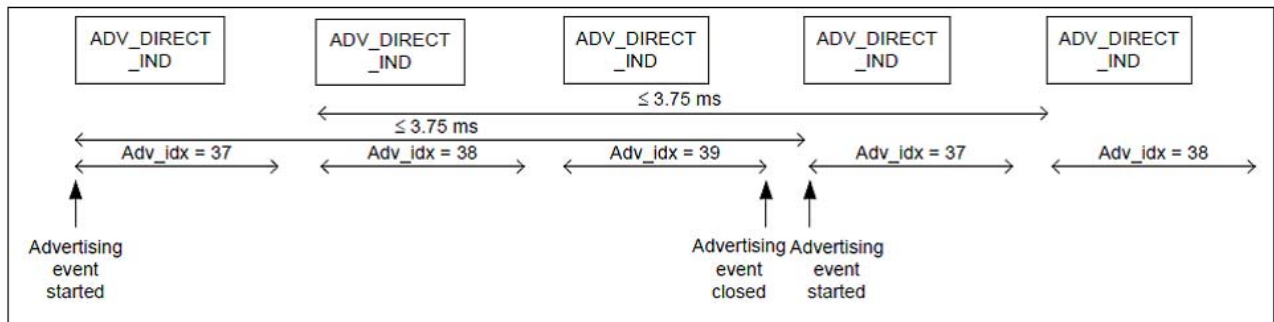 ADV_DIRECT
_IND
ADV_DIRECT
_IND
ADV_DIRECT
_IND
ADV_DIRECT
_IND
ADV_DIRECT
_IND
≤ 3.75 ms
≤ 3.75 ms
Adv_idx = 37
Adv_idx = 38
Adv_idx = 39
Adv_idx = 37
Adv_idx = 38
Advertising
event
started
Advertising
event
closed
Advertising
event
started